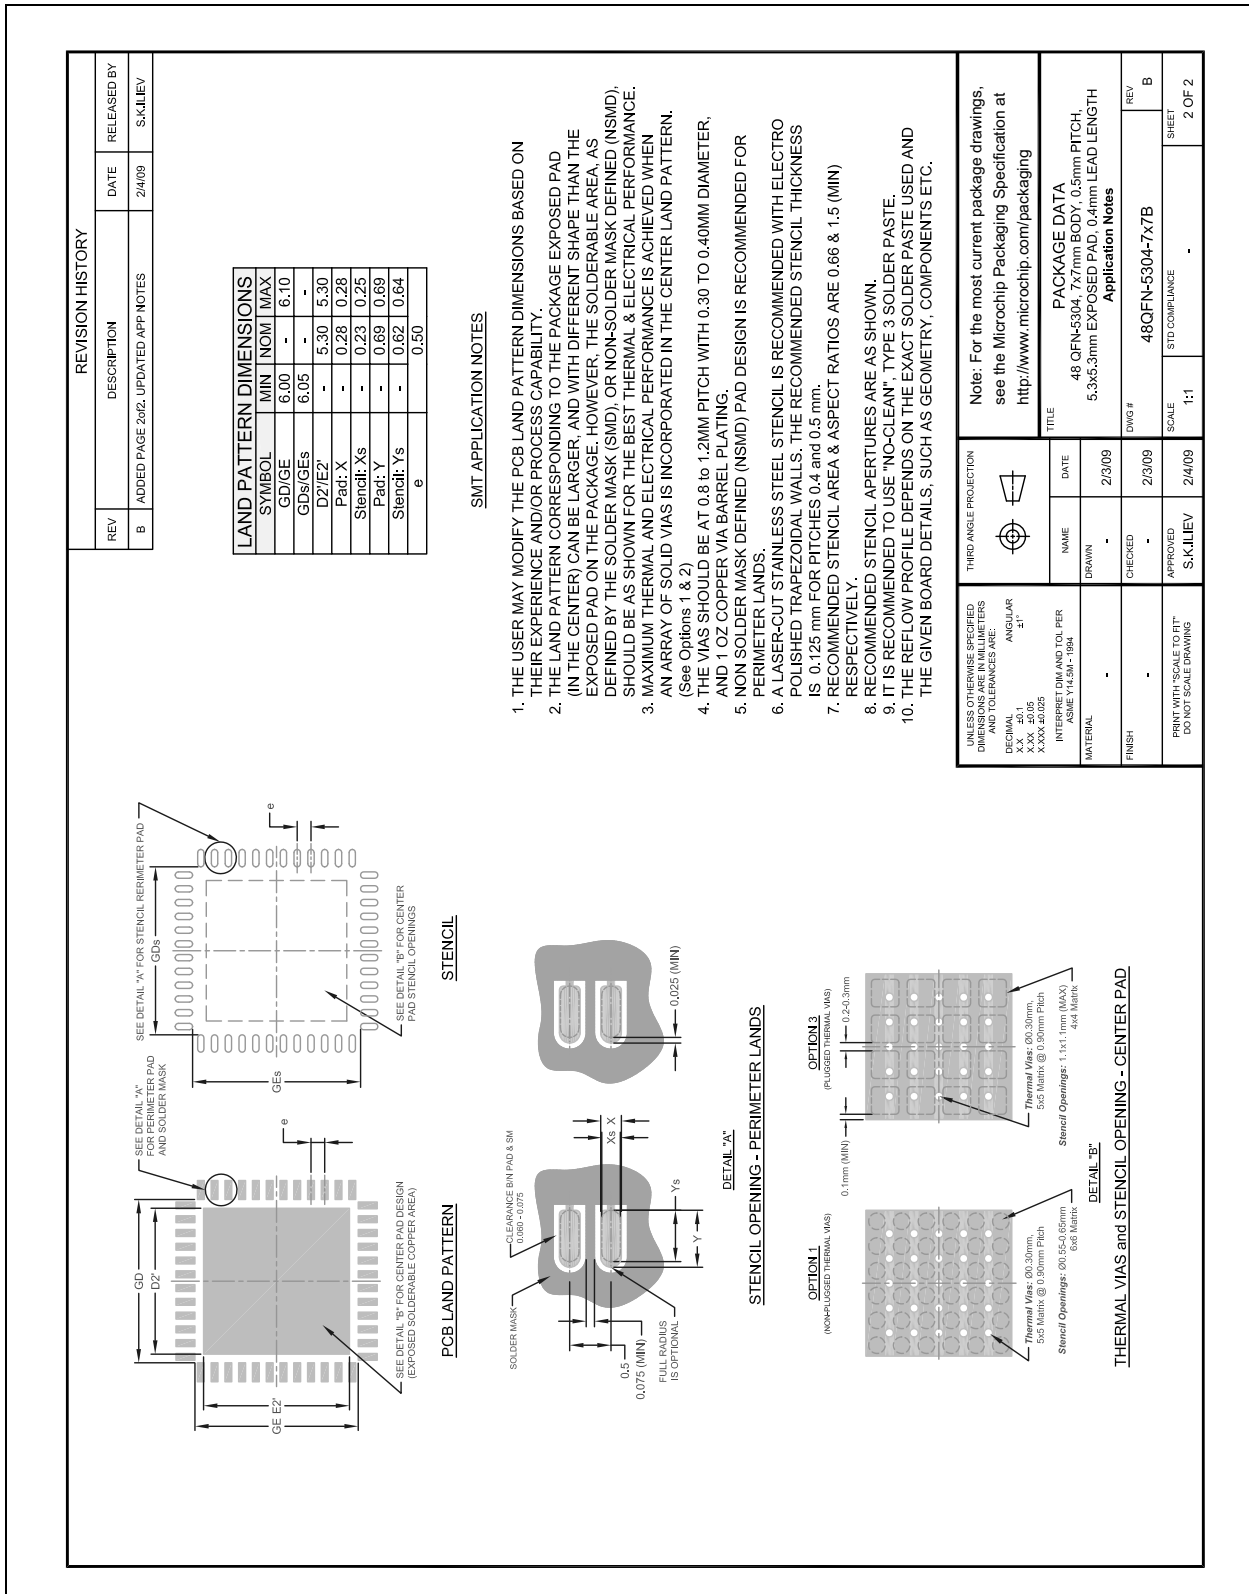 REVISION HISTORY
REV DESCRIPTION DATE RELEASED BY
B ADDED PAGE 2of2. UPDATED APP NOTES 2/4/09 S.K.ILIEV
LAND PATTERN DIMENSIONS
SYMBOL MIN NOM MAX
GD/GE 6.00 - 6.10
GDs/GEs 6.05 - -
D2'/E2' - 5.30 5.30
Pad: X - 0.28 0.28
Stencil: Xs - 0.23 0.25
Pad: Y - 0.69 0.69
Stencil: Ys - 0.62 0.64
e 0.50
SMT APPLICATION NOTES
1. THE USER MAY MODIFY THE PCB LAND PATTERN DIMENSIONS BASED ON
THEIR EXPERIENCE AND/OR PROCESS CAPABILITY.
2. THE LAND PATTERN CORRESPONDING TO THE PACKAGE EXPOSED PAD
(IN THE CENTER) CAN BE LARGER, AND WITH DIFFERENT SHAPE THAN THE
EXPOSED PAD ON THE PACKAGE. HOWEVER, THE SOLDERABLE AREA, AS
DEFINED BY THE SOLDER MASK (SMD), OR NON-SOLDER MASK DEFINED (NSMD),
SHOULD BE AS SHOWN FOR THE BEST THERMAL & ELECTRICAL PERFORMANCE.
3. MAXIMUM THERMAL AND ELECTRICAL PERFORMANCE IS ACHIEVED WHEN
AN ARRAY OF SOLID VIAS IS INCORPORATED IN THE CENTER LAND PATTERN.
(See Options 1 & 2)
4. THE VIAS SHOULD BE AT 0.8 to 1.2MM PITCH WITH 0.30 TO 0.40MM DIAMETER,
AND 1 OZ COPPER VIA BARREL PLATING.
5. NON SOLDER MASK DEFINED (NSMD) PAD DESIGN IS RECOMMENDED FOR
PERIMETER LANDS.
6. A LASER-CUT STAINLESS STEEL STENCIL IS RECOMMENDED WITH ELECTRO
POLISHED TRAPEZOIDAL WALLS. THE RECOMMENDED STENCIL THICKNESS
IS 0.125 mm FOR PITCHES 0.4 and 0.5 mm.
7. RECOMMENDED STENCIL AREA & ASPECT RATIOS ARE 0.66 & 1.5 (MIN)
RESPECTIVELY.
8. RECOMMENDED STENCIL APERTURES ARE AS SHOWN.
9. IT IS RECOMMENDED TO USE "NO-CLEAN", TYPE 3 SOLDER PASTE.
10. THE REFLOW PROFILE DEPENDS ON THE EXACT SOLDER PASTE USED AND
THE GIVEN BOARD DETAILS, SUCH AS GEOMETRY, COMPONENTS ETC.
SEE DETAIL "A"
FOR PERIMETER PAD
AND SOLDER MASK
GD
D2'
e
GE
E2'
SEE DETAIL "B" FOR CENTER PAD DESIGN
(EXPOSED SOLDERABLE COPPER AREA)
PCB LAND PATTERN
SEE DETAIL "A" FOR STENCIL RERIMETER PAD
GDs
e
GEs
SEE DETAIL "B" FOR CENTER
PAD STENCIL OPENINGS
STENCIL
SOLDER MASK
CLEARANCE B/N PAD & SM
0.060 - 0.075
0.5
0.075 (MIN)
FULL RADIUS
IS OPTIONAL
Xs
X
Ys
Y
0.025 (MIN)
DETAIL "A"
STENCIL OPENING - PERIMETER LANDS
OPTION 1
(NON-PLUGGED THERMAL VIAS)
Thermal Vias: Ø0.30mm,
5x5 Matrix @ 0.90mm Pitch
Stencil Openings: Ø0.55-0.65mm
6x6 Matrix
OPTION 3
(PLUGGED THERMAL VIAS)
0.1mm (MIN)
0.2-0.3mm
Thermal Vias: Ø0.30mm,
5x5 Matrix @ 0.90mm Pitch
Stencil Openings: 1.1x1.1mm (MAX)
4x4 Matrix
DETAIL "B"
THERMAL VIAS and STENCIL OPENING - CENTER PAD
UNLESS OTHERWISE SPECIFIED
DIMENSIONS ARE IN MILLIMETERS
AND TOLERANCES ARE:
DECIMAL ANGULAR
X.X ±0.1 ±1°
X.XX ±0.05
X.XXX ±0.025
INTERPRET DIM AND TOL PER
ASME Y14.5M - 1994
MATERIAL
-
FINISH
-
PRINT WITH "SCALE TO FIT"
DO NOT SCALE DRAWING
THIRD ANGLE PROJECTION
NAME DATE
DRAWN
- 2/3/09
CHECKED
- 2/3/09
APPROVED
S.K.ILIEV 2/4/09
Note: For the most current package drawings,
see the Microchip Packaging Specification at
http://www.microchip.com/packaging
TITLE
PACKAGE DATA
48 QFN-5304, 7x7mm BODY, 0.5mm PITCH,
5.3x5.3mm EXPOSED PAD, 0.4mm LEAD LENGTH
Application Notes
DWG # REV
48QFN-5304-7x7B B
SCALE STD COMPLIANCE SHEET
1:1 - 2 OF 2